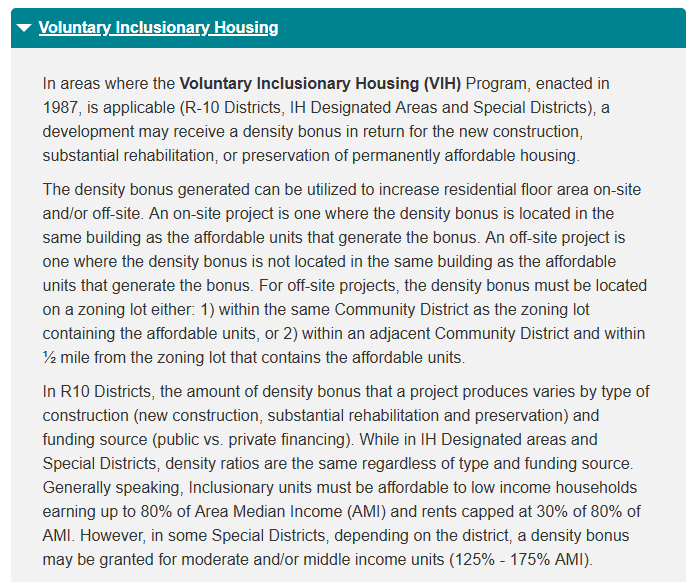 Voluntary Inclusionary Housing
In areas where the Voluntary Inclusionary Housing (VIH) Program, enacted in
1987, is applicable (R-10 Districts, IH Designated Areas and Special Districts), a
development may receive a density bonus in return for the new construction,
substantial rehabilitation, or preservation of permanently affordable housing.
The density bonus generated can be utilized to increase residential floor area on-site
and/or off-site. An on-site project is one where the density bonus is located in the
same building as the affordable units that generate the bonus. An off-site project is
one where the density bonus is not located in the same building as the affordable
units that generate the bonus. For off-site projects, the density bonus must be located
on a zoning lot either: 1) within the same Community District as the zoning lot
containing the affordable units, or 2) within an adjacent Community District and within
½ mile from the zoning lot that contains the affordable units.
In R10 Districts, the amount of density bonus that a project produces varies by type of
construction (new construction, substantial rehabilitation and preservation) and
funding source (public vs. private financing). While in IH Designated areas and
Special Districts, density ratios are the same regardless of type and funding source.
Generally speaking, Inclusionary units must be affordable to low income households
earning up to 80% of Area Median Income (AMI) and rents capped at 30% of 80% of
AMI. However, in some Special Districts, depending on the district, a density bonus
may be granted for moderate and/or middle income units (125% - 175% AMI).